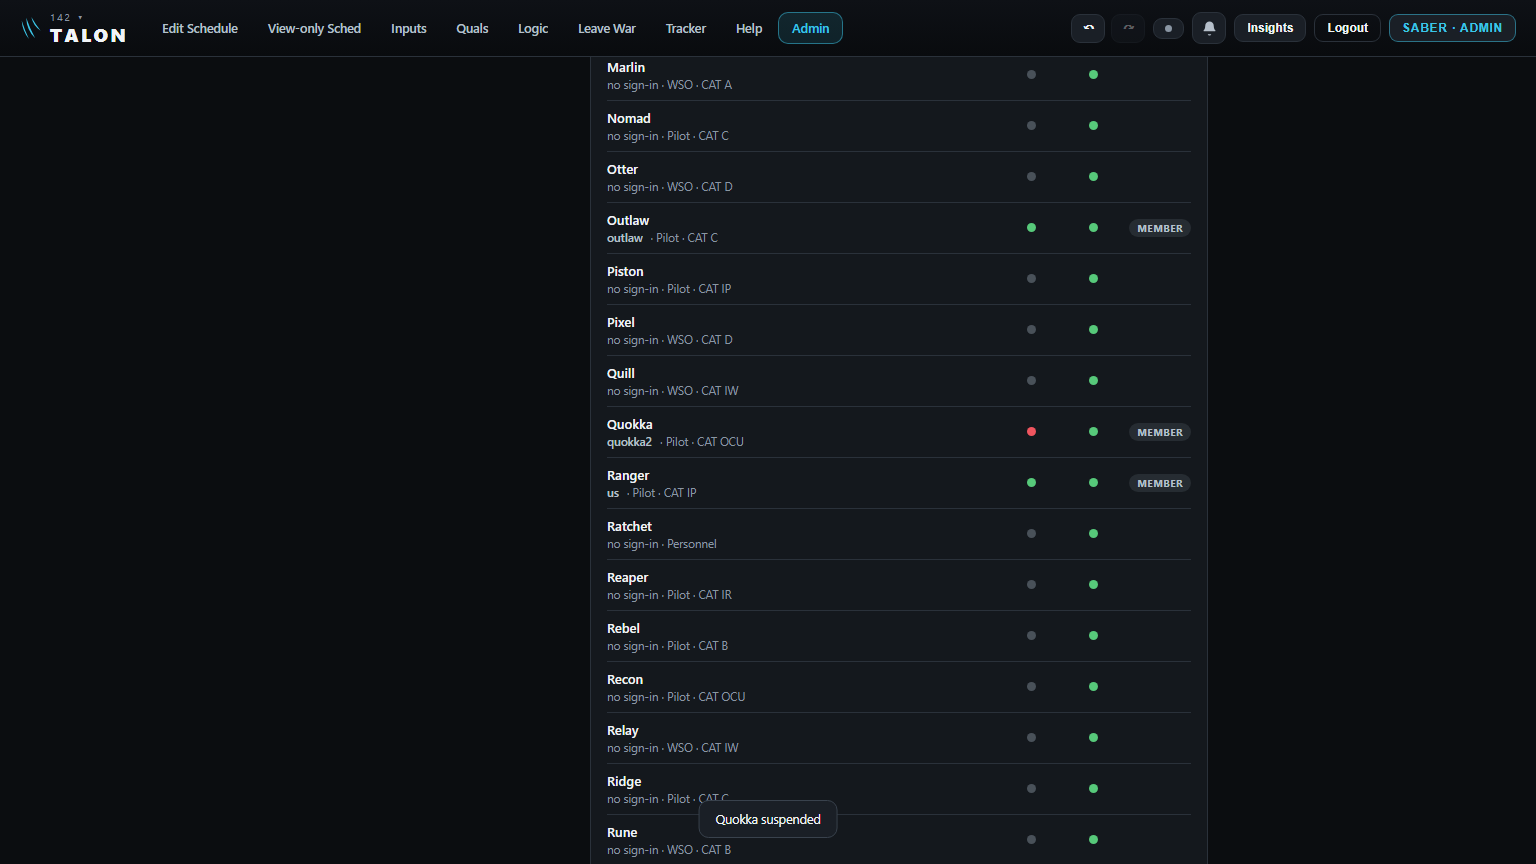 142
TALON
Edit Schedule
View-only Sched
Inputs
Quals
Logic
Leave War
Tracker
Help
Admin
Insights
Logout
SABER · ADMIN
Marlin
no sign-in · WSO · CAT A
Nomad
no sign-in · Pilot · CAT C
Otter
no sign-in · WSO · CAT D
Outlaw
outlaw · Pilot · CAT C
MEMBER
Piston
no sign-in · Pilot · CAT IP
Pixel
no sign-in · WSO · CAT D
Quill
no sign-in · WSO · CAT IW
Quokka
quokka2 · Pilot · CAT OCU
MEMBER
Ranger
us · Pilot · CAT IP
MEMBER
Ratchet
no sign-in · Personnel
Reaper
no sign-in · Pilot · CAT IR
Rebel
no sign-in · Pilot · CAT B
Recon
no sign-in · Pilot · CAT OCU
Relay
no sign-in · WSO · CAT IW
Ridge
no sign-in · Pilot · CAT C
Quokka suspended
Rune
no sign-in · WSO · CAT B